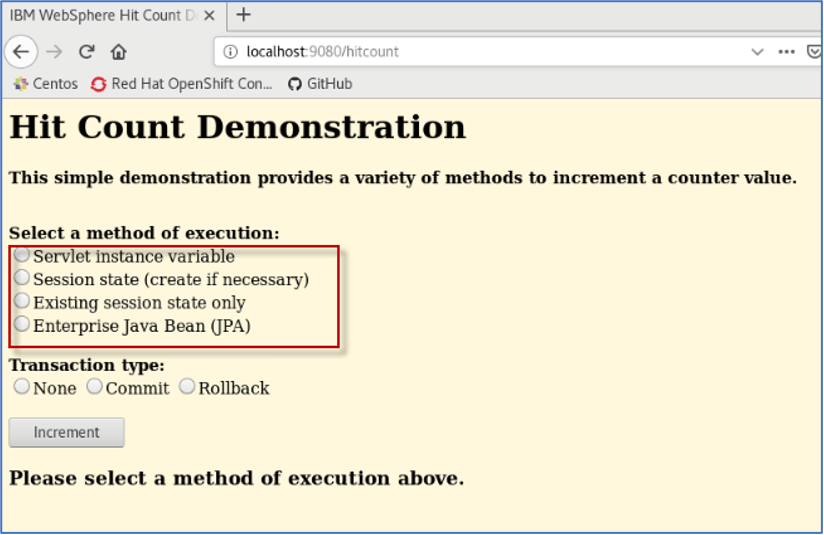 IBM WebSphere Hit Count D
localhost:9080/hitcount
Centos Red Hat OpenShift Con... GitHub
Hit Count Demonstration
This simple demonstration provides a variety of methods to increment a counter value.
Select a method of execution:
Servlet instance variable
Session state (create if necessary)
Existing session state only
Enterprise Java Bean (JPA)
Transaction type:
None Commit Rollback
Increment
Please select a method of execution above.